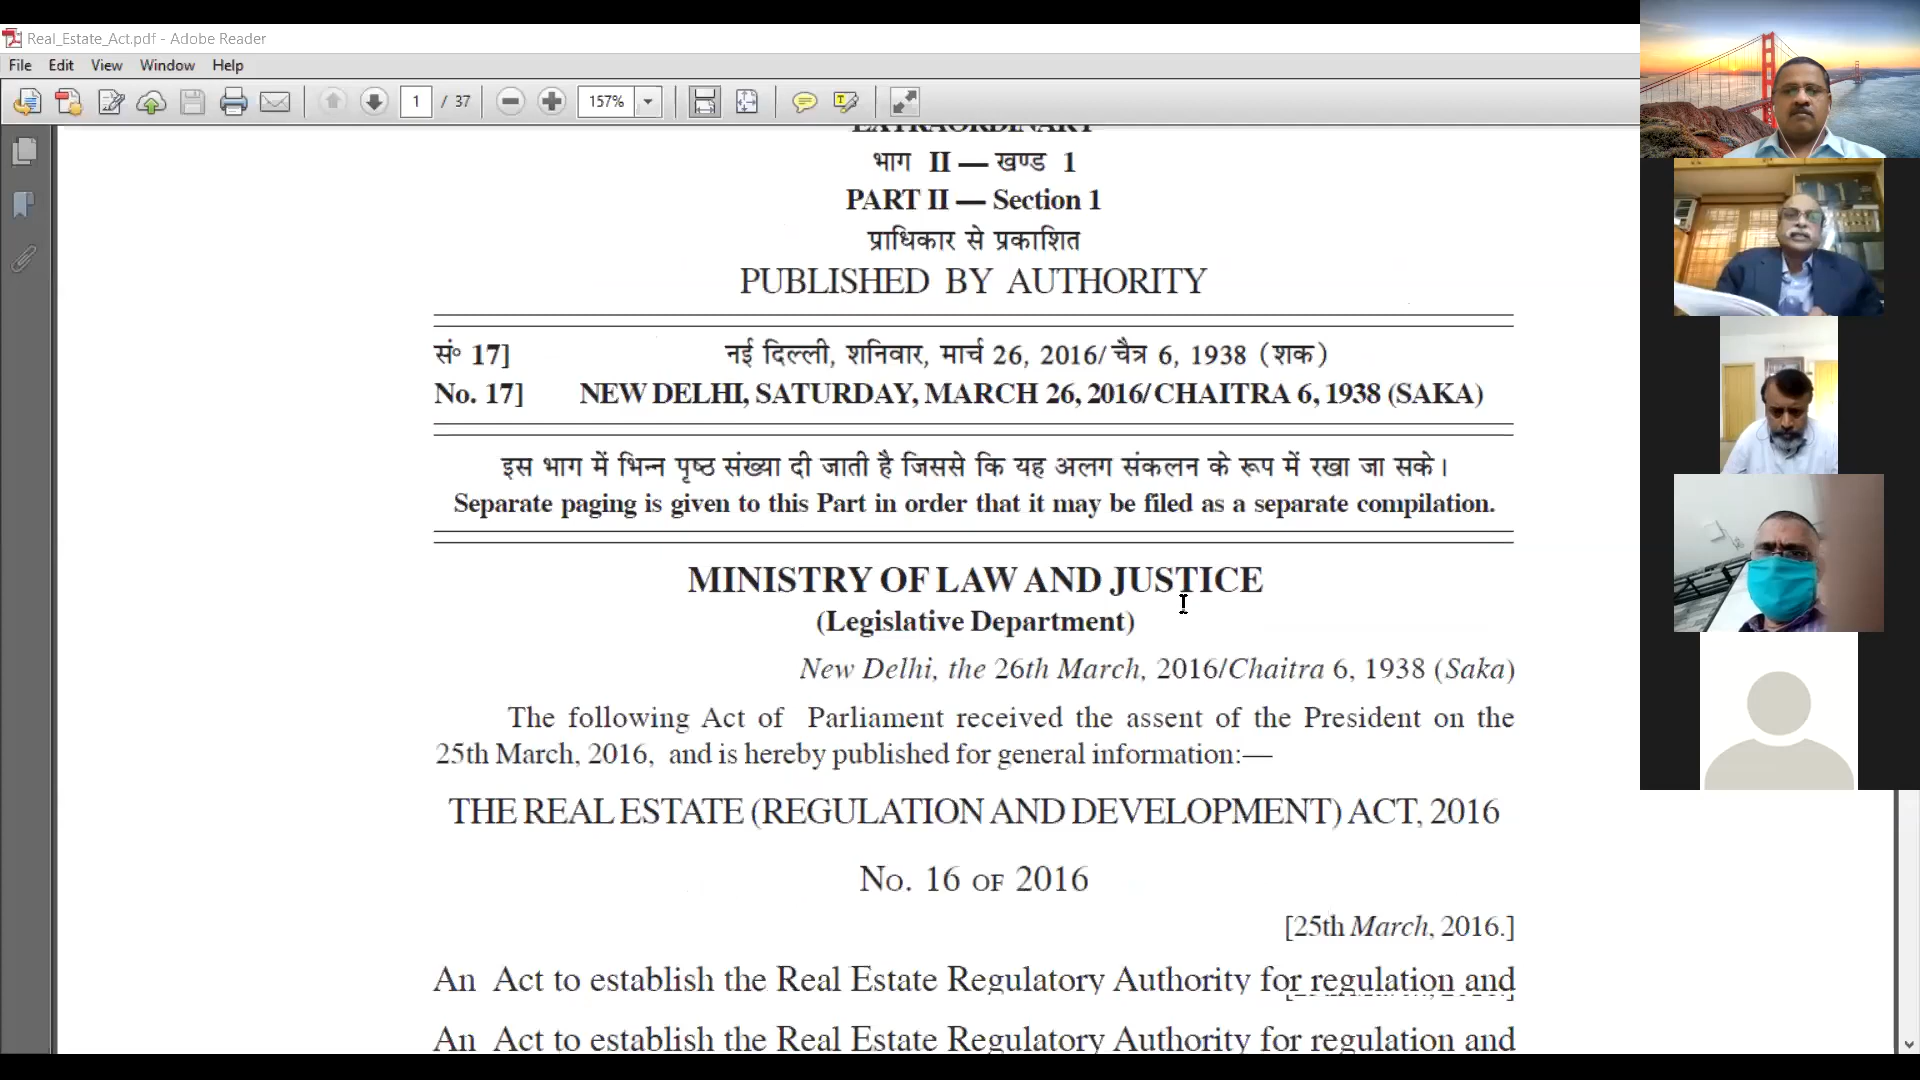 Real_Estate_Act.pdf - Adobe Reader
File Edit View Window Help
1 / 37 157%
EXTRAORDINARY
भाग II — खण्ड 1
PART II — Section 1
प्राधिकार से प्रकाशित
PUBLISHED BY AUTHORITY
सं॰ 17] नई दिल्ली, शनिवार, मार्च 26, 2016/ चैत्र 6, 1938 (शक)
No. 17] NEW DELHI, SATURDAY, MARCH 26, 2016/ CHAITRA 6, 1938 (SAKA)
इस भाग में भिन्न पृष्ठ संख्या दी जाती है जिससे कि यह अलग संकलन के रूप में रखा जा सके।
Separate paging is given to this Part in order that it may be filed as a separate compilation.
MINISTRY OF LAW AND JUSTICE
(Legislative Department)
New Delhi, the 26th March, 2016/Chaitra 6, 1938 (Saka)
The following Act of Parliament received the assent of the President on the
25th March, 2016, and is hereby published for general information:—
THE REAL ESTATE (REGULATION AND DEVELOPMENT) ACT, 2016
NO. 16 OF 2016
[25th March, 2016.]
An Act to establish the Real Estate Regulatory Authority for regulation and
An Act to establish the Real Estate Regulatory Authority for regulation and